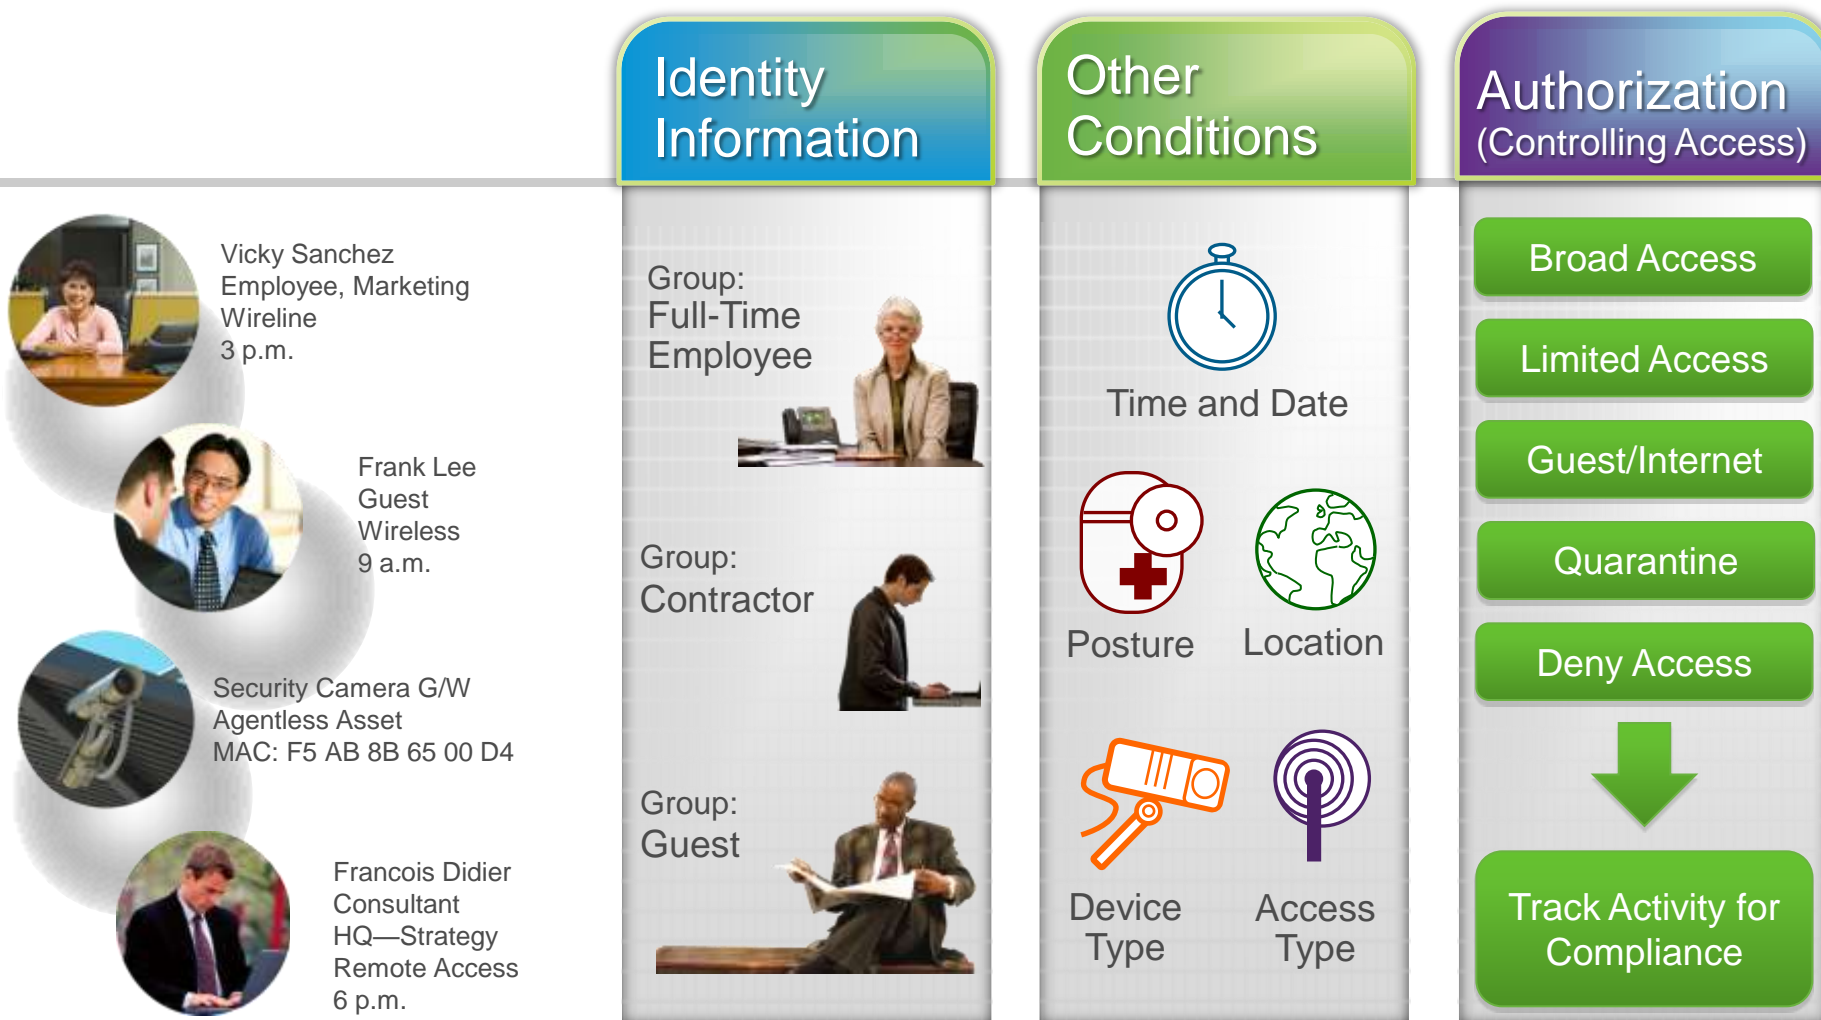 Identity
Information
Other
Conditions
Authorization
(Controlling Access)
Vicky Sanchez
Employee, Marketing
Wireline
3 p.m.
Frank Lee
Guest
Wireless
9 a.m.
Security Camera G/W
Agentless Asset
MAC: F5 AB 8B 65 00 D4
Francois Didier
Consultant
HQ—Strategy
Remote Access
6 p.m.
Group:
Full-Time
Employee
Group:
Contractor
Group:
Guest
Time and Date
Posture
Location
Device
Type
Access
Type
Broad Access
Limited Access
Guest/Internet
Quarantine
Deny Access
Track Activity for
Compliance